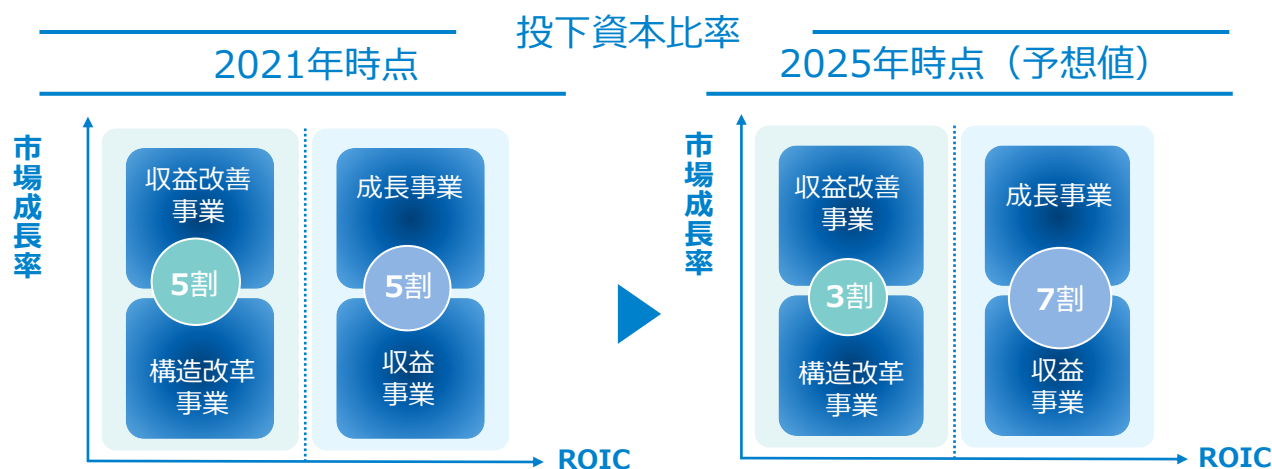 投下資本比率
2021年時点
市場成長率
収益改善
事業
成長事業
5割
5割
構造改革
事業
収益
事業
ROIC
2025年時点（予想値）
市場成長率
収益改善
事業
成長事業
3割
7割
構造改革
事業
収益
事業
ROIC